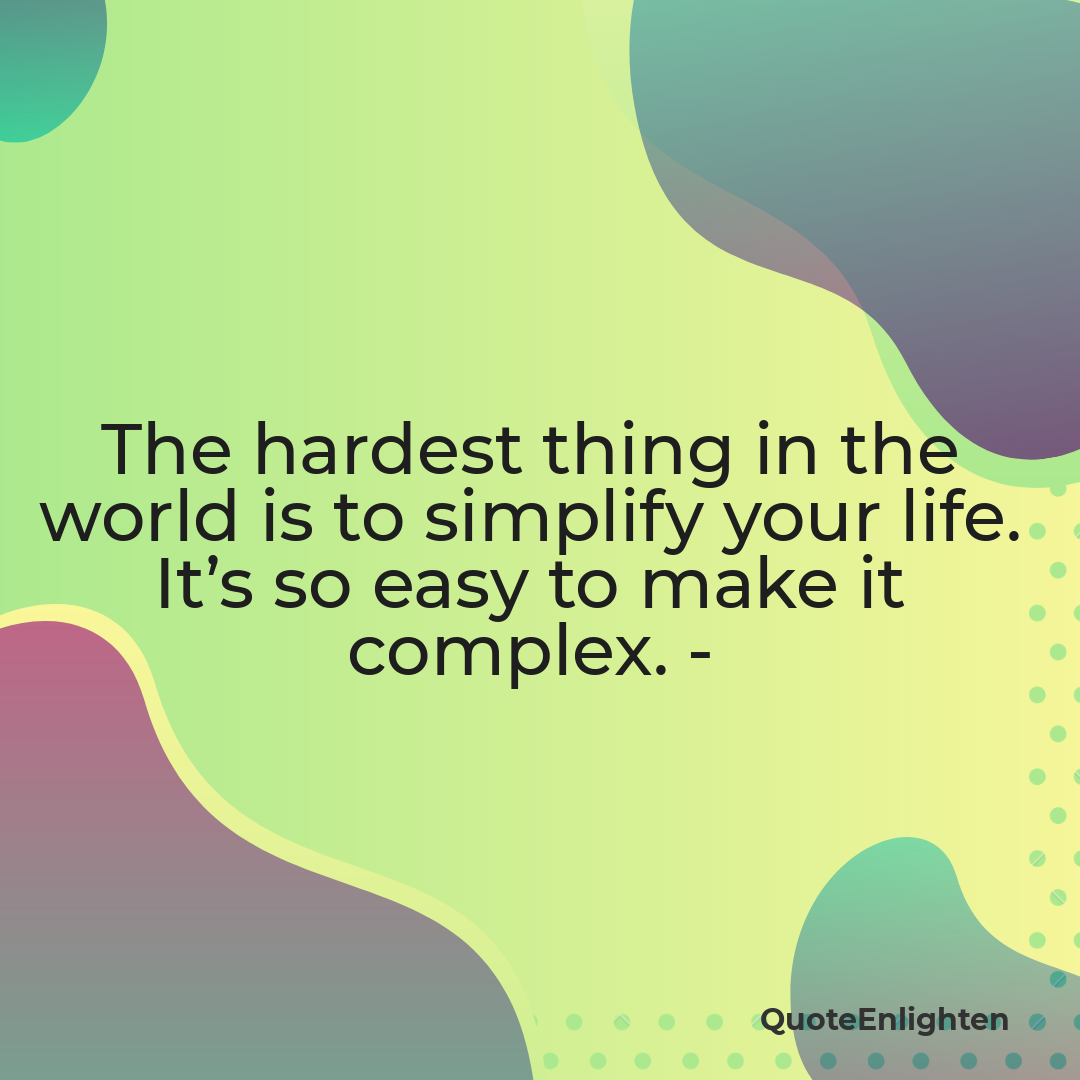 The hardest thing in the
world is to simplify your life.
It’s so easy to make it
complex. -
QuoteEnlighten